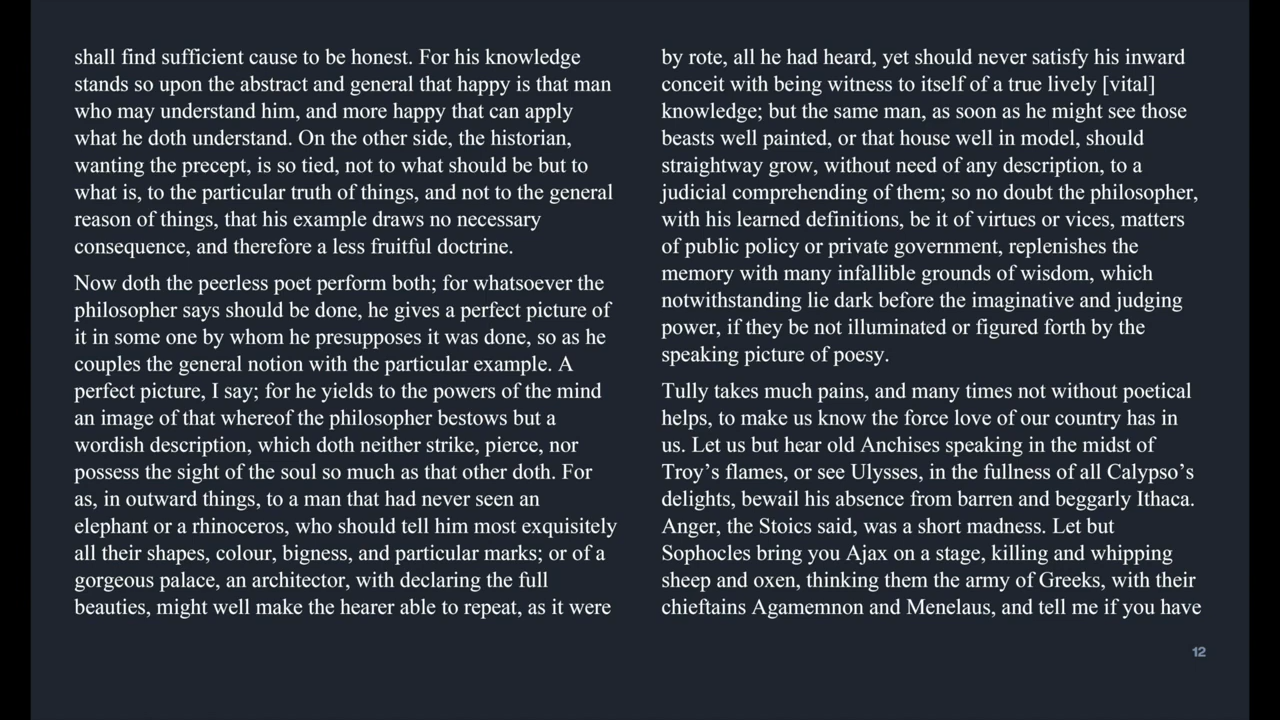 shall find sufficient cause to be honest. For his knowledge
stands so upon the abstract and general that happy is that man
who may understand him, and more happy that can apply
what he doth understand. On the other side, the historian,
wanting the precept, is so tied, not to what should be but to
what is, to the particular truth of things, and not to the general
reason of things, that his example draws no necessary
consequence, and therefore a less fruitful doctrine.
Now doth the peerless poet perform both; for whatsoever the
philosopher says should be done, he gives a perfect picture of
it in some one by whom he presupposes it was done, so as he
couples the general notion with the particular example. A
perfect picture, I say; for he yields to the powers of the mind
an image of that whereof the philosopher bestows but a
wordish description, which doth neither strike, pierce, nor
possess the sight of the soul so much as that other doth. For
as, in outward things, to a man that had never seen an
elephant or a rhinoceros, who should tell him most exquisitely
all their shapes, colour, bigness, and particular marks; or of a
gorgeous palace, an architector, with declaring the full
beauties, might well make the hearer able to repeat, as it were
by rote, all he had heard, yet should never satisfy his inward
conceit with being witness to itself of a true lively [vital]
knowledge; but the same man, as soon as he might see those
beasts well painted, or that house well in model, should
straightway grow, without need of any description, to a
judicial comprehending of them; so no doubt the philosopher,
with his learned definitions, be it of virtues or vices, matters
of public policy or private government, replenishes the
memory with many infallible grounds of wisdom, which
notwithstanding lie dark before the imaginative and judging
power, if they be not illuminated or figured forth by the
speaking picture of poesy.
Tully takes much pains, and many times not without poetical
helps, to make us know the force love of our country has in
us. Let us but hear old Anchises speaking in the midst of
Troy’s flames, or see Ulysses, in the fullness of all Calypso’s
delights, bewail his absence from barren and beggarly Ithaca.
Anger, the Stoics said, was a short madness. Let but
Sophocles bring you Ajax on a stage, killing and whipping
sheep and oxen, thinking them the army of Greeks, with their
chieftains Agamemnon and Menelaus, and tell me if you have
12